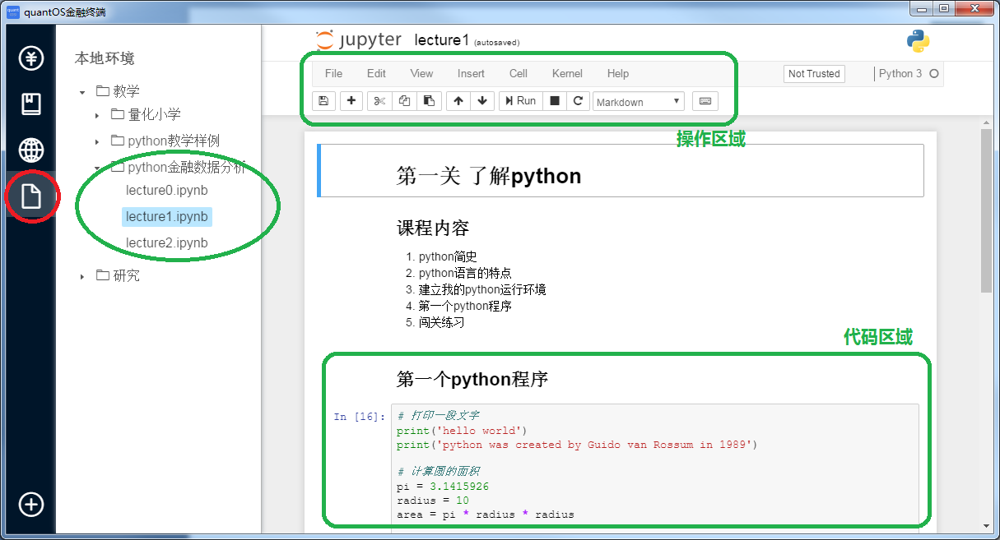 quantOS金融终端
本地环境
教学
量化小学
python教学样例
python金融数据分析
lecture0.ipynb
lecture1.ipynb
lecture2.ipynb
研究
jupyter lecture1 (autosaved)
File Edit View Insert Cell Kernel Help Not Trusted Python 3
Run Markdown
操作区域
第一关 了解python
课程内容
1. python简史
2. python语言的特点
3. 建立我的python运行环境
4. 第一个python程序
5. 闯关练习
代码区域
第一个python程序
In [16]: # 打印一段文字
print('hello world')
print('python was created by Guido van Rossum in 1989')
# 计算圆的面积
pi = 3.1415926
radius = 10
area = pi * radius * radius